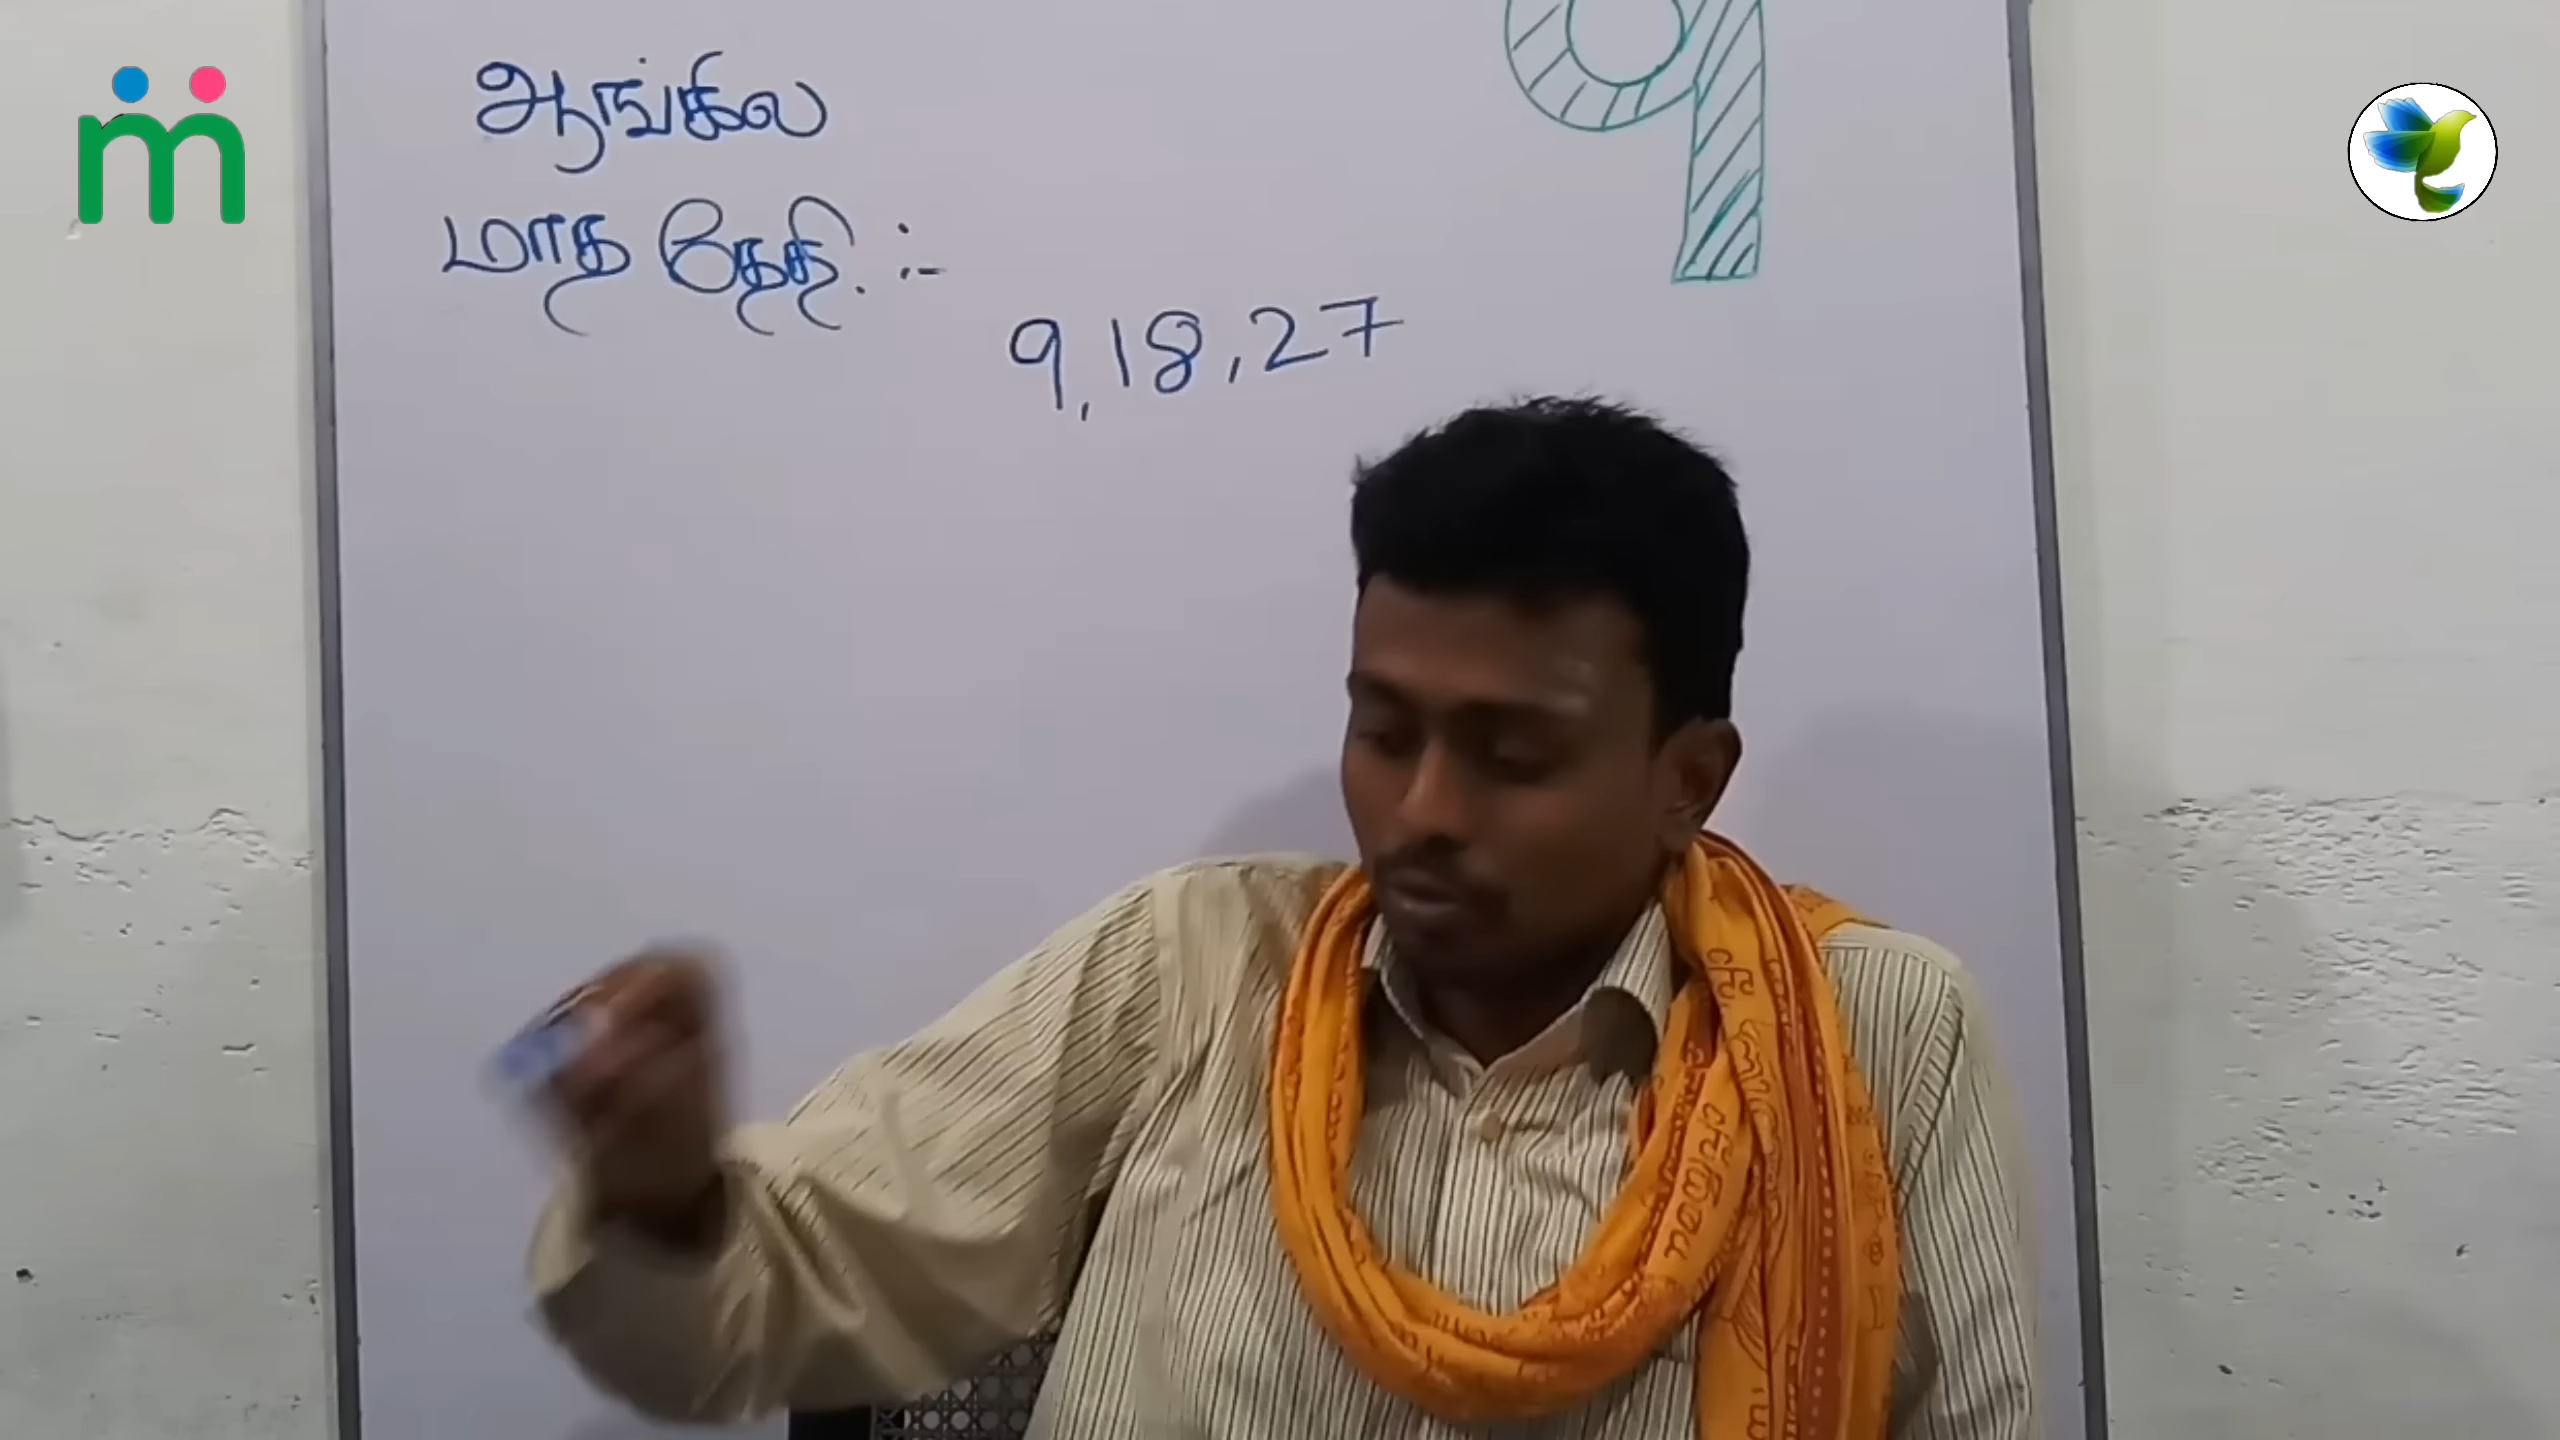 9
ஆங்கில
மாத தேதி. :-
9, 18, 27